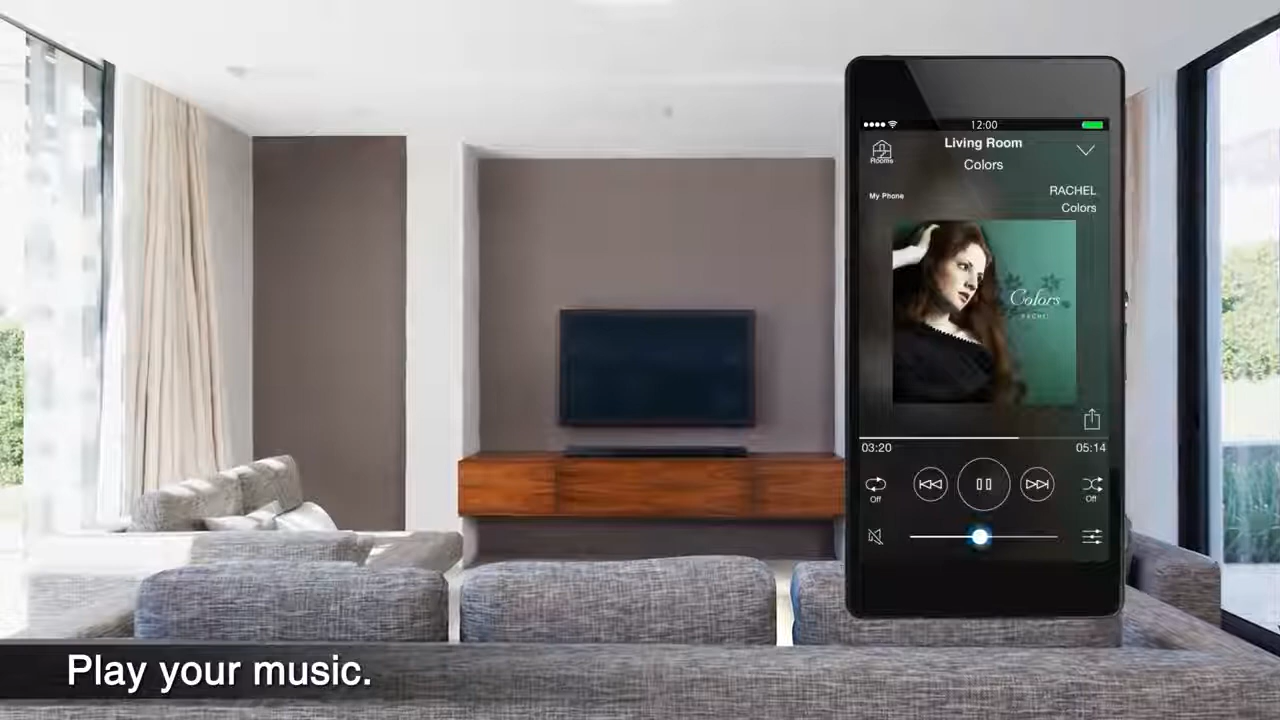 12:00
Living Room
Rooms
Colors
My Phone
RACHEL
Colors
Colors
RACHEL
03:20
05:14
Off
Off
Play your music.